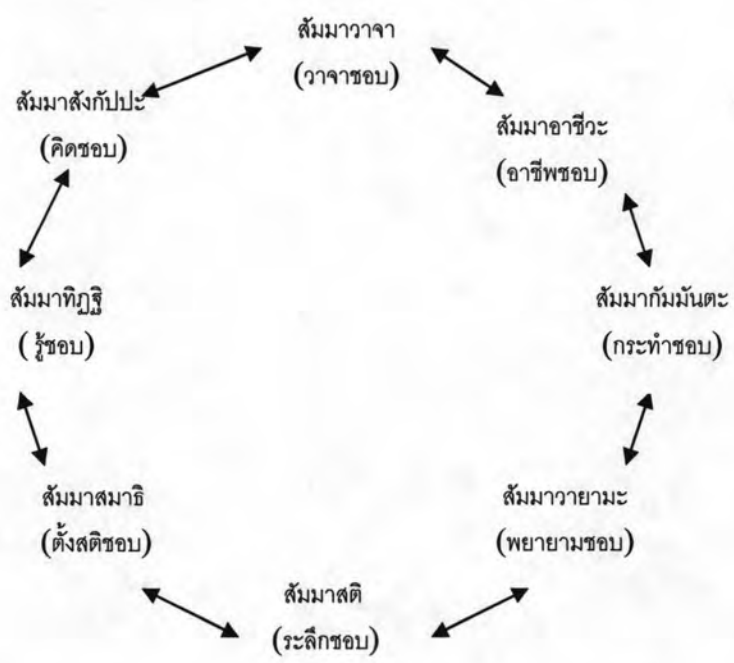 สัมมาวาจา
(วาจาชอบ)
สัมมาสังกัปปะ
(คิดชอบ)
สัมมาอาชีวะ
(อาชีพชอบ)
สัมมาทิฏฐิ
( รู้ชอบ)
สัมมากัมมันตะ
(กระทำชอบ)
สัมมาสมาธิ
(ตั้งสติชอบ)
สัมมาวายามะ
(พยายามชอบ)
สัมมาสติ
(ระลึกชอบ)